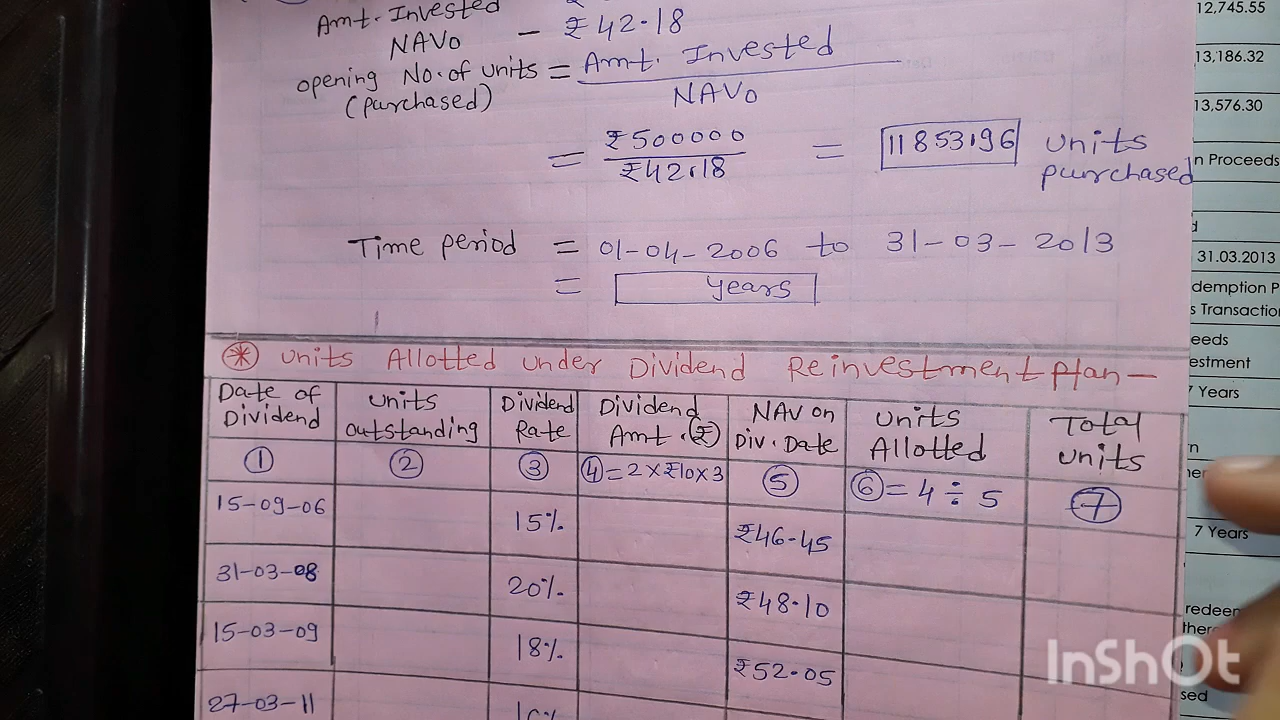 Amt. Invested
NAVo - ₹42.18
opening No. of units = Amt. Invested
(purchased) NAVo
= ₹500000 = 11853.96 units
₹42.18 purchased
Time period = 01-04-2006 to 31-03-2013
= years
* Units Allotted Under Dividend Reinvestment plan -
Date of Dividend
Units outstanding
Dividend Rate
Dividend Amt. (₹)
NAV on Div. Date
Units Allotted
Total units
1 2 3 4 = 2 × ₹10 × 3 5 6 = 4 ÷ 5 7
15-09-06 15% ₹46-45
31-03-08 20% ₹48-10
15-03-09 18% ₹52-05
27-03-11
12,745.55
13,186.32
13,576.30
n Proceeds
d
31.03.2013
demption P
s Transactio
eeds
estment
7 Years
n
her
7 Years
redeem
ther
sed
InShOt